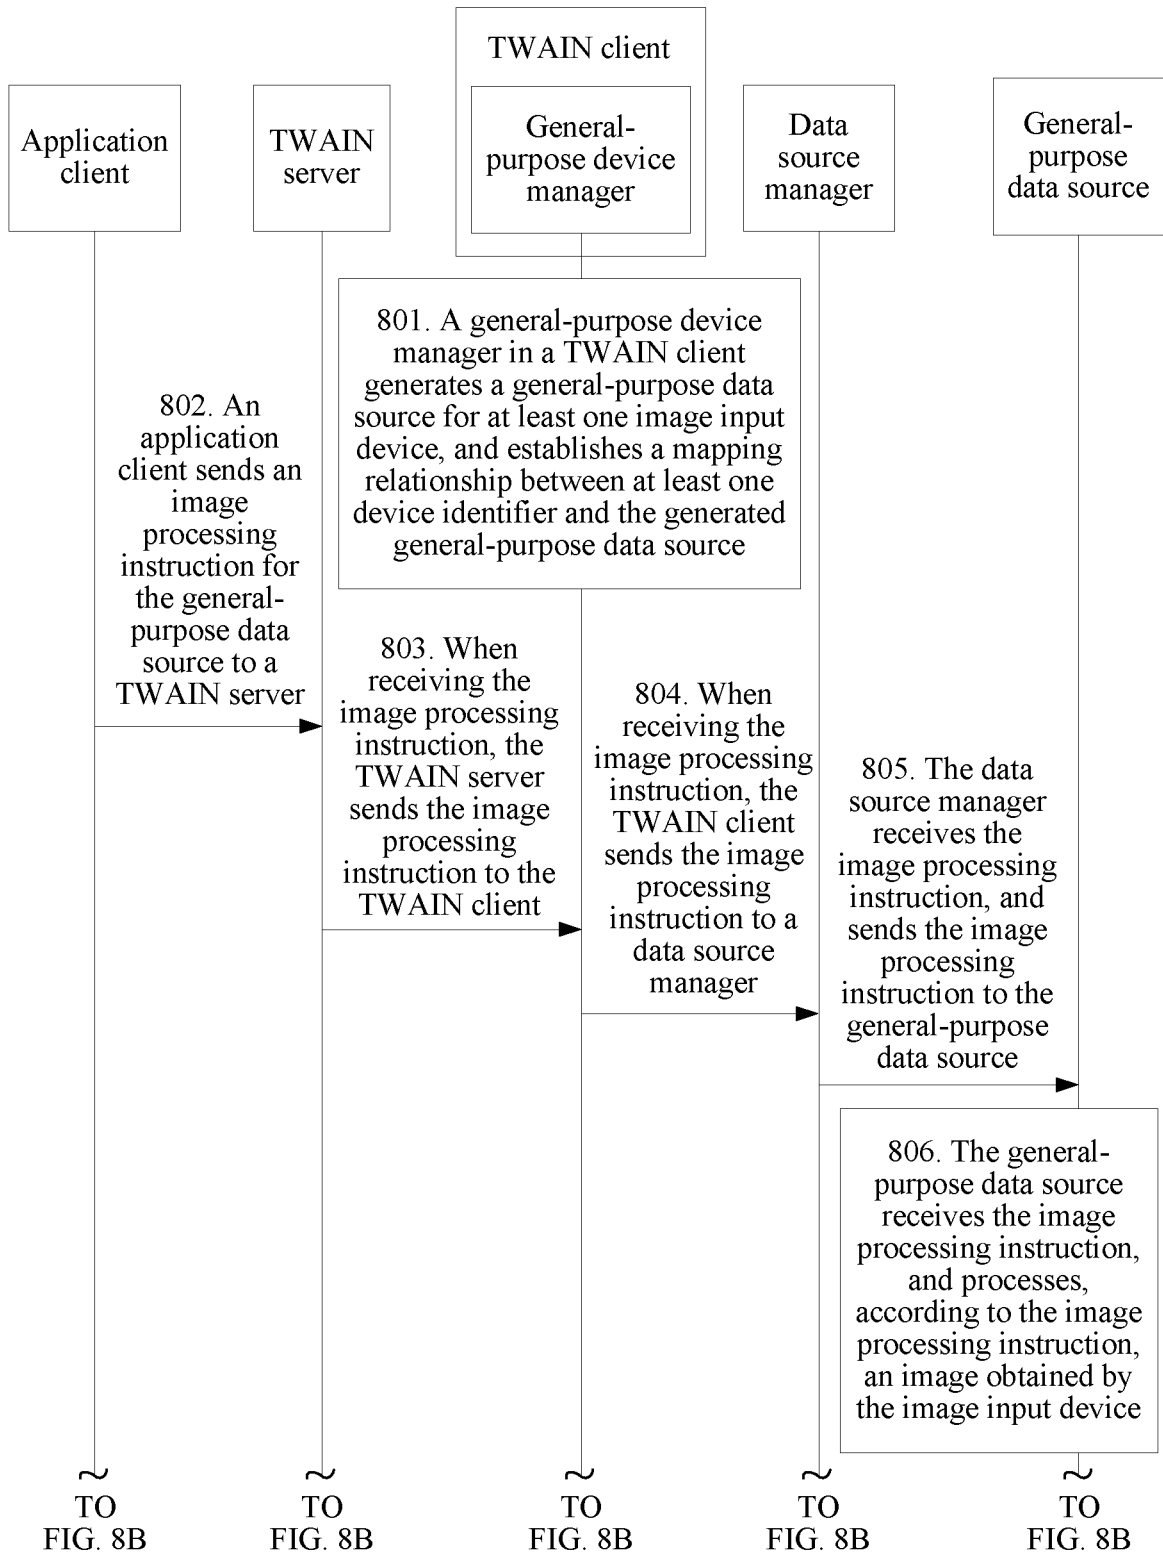 TWAIN client
Application
client
TWAIN
server
General-
purpose device
manager
Data
source
manager
General-
purpose
data source
801. A general-purpose device
manager in a TWAIN client
generates a general-purpose data
source for at least one image input
device, and establishes a mapping
relationship between at least one
device identifier and the generated
general-purpose data source
802. An
application
client sends an
image
processing
instruction for
the general-
purpose data
source to a
TWAIN server
803. When
receiving the
image processing
instruction, the
TWAIN server
sends the image
processing
instruction to the
TWAIN client
804. When
receiving the
image processing
instruction, the
TWAIN client
sends the image
processing
instruction to a
data source
manager
805. The data
source manager
receives the
image processing
instruction, and
sends the image
processing
instruction to the
general-purpose
data source
806. The general-
purpose data source
receives the image
processing instruction,
and processes,
according to the image
processing instruction,
an image obtained by
the image input device
TO
FIG. 8B
TO
FIG. 8B
TO
FIG. 8B
TO
FIG. 8B
TO
FIG. 8B